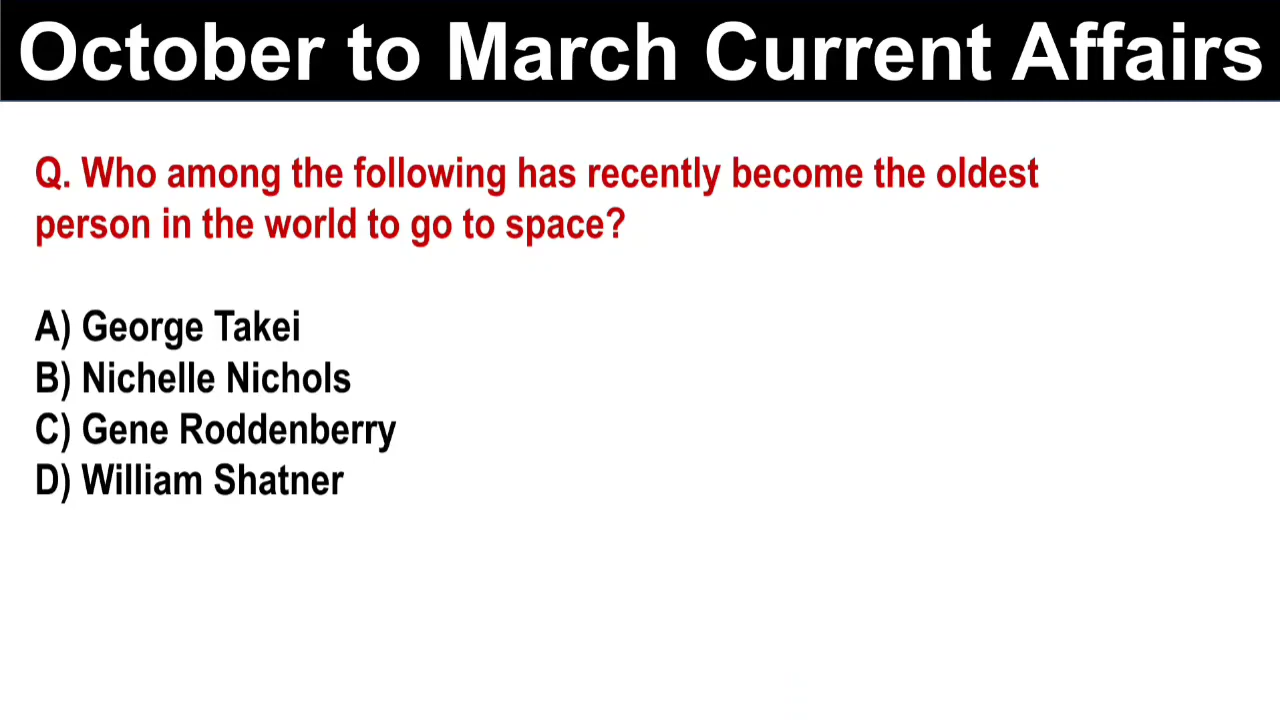 October to March Current Affairs
Q. Who among the following has recently become the oldest
person in the world to go to space?
A) George Takei
B) Nichelle Nichols
C) Gene Roddenberry
D) William Shatner